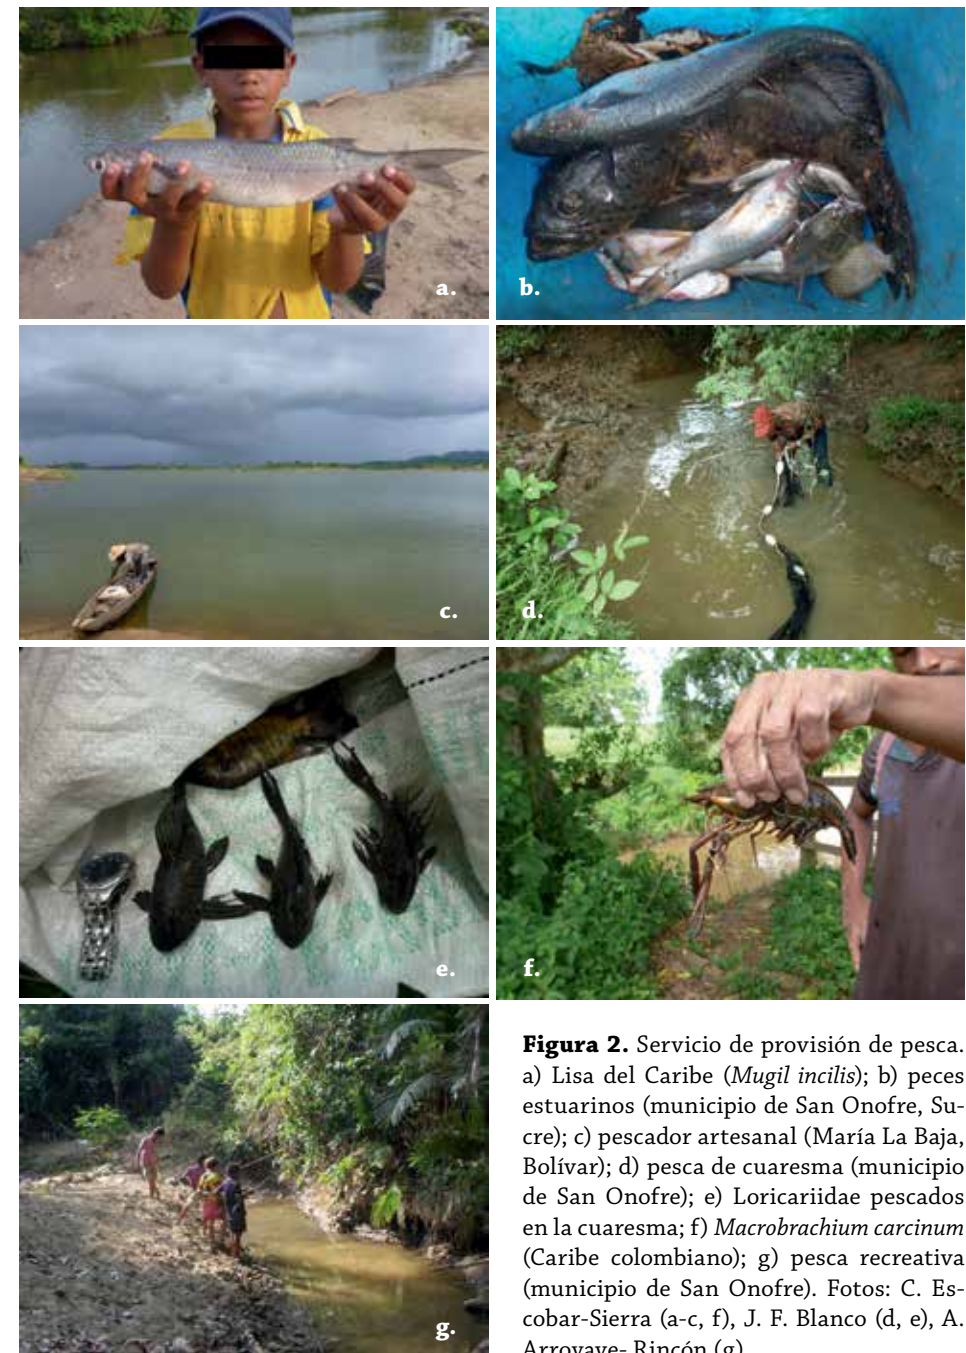 a.
b.
c.
d.
e.
f.
g.
Figura 2. Servicio de provisión de pesca.
a) Lisa del Caribe (Mugil incilis); b) peces
estuarinos (municipio de San Onofre, Su-
cre); c) pescador artesanal (María La Baja,
Bolívar); d) pesca de cuaresma (municipio
de San Onofre); e) Loricariidae pescados
en la cuaresma; f) Macrobrachium carcinum
(Caribe colombiano); g) pesca recreativa
(municipio de San Onofre). Fotos: C. Es-
cobar-Sierra (a-c, f), J. F. Blanco (d, e), A.
Arroyave- Rincón (g)